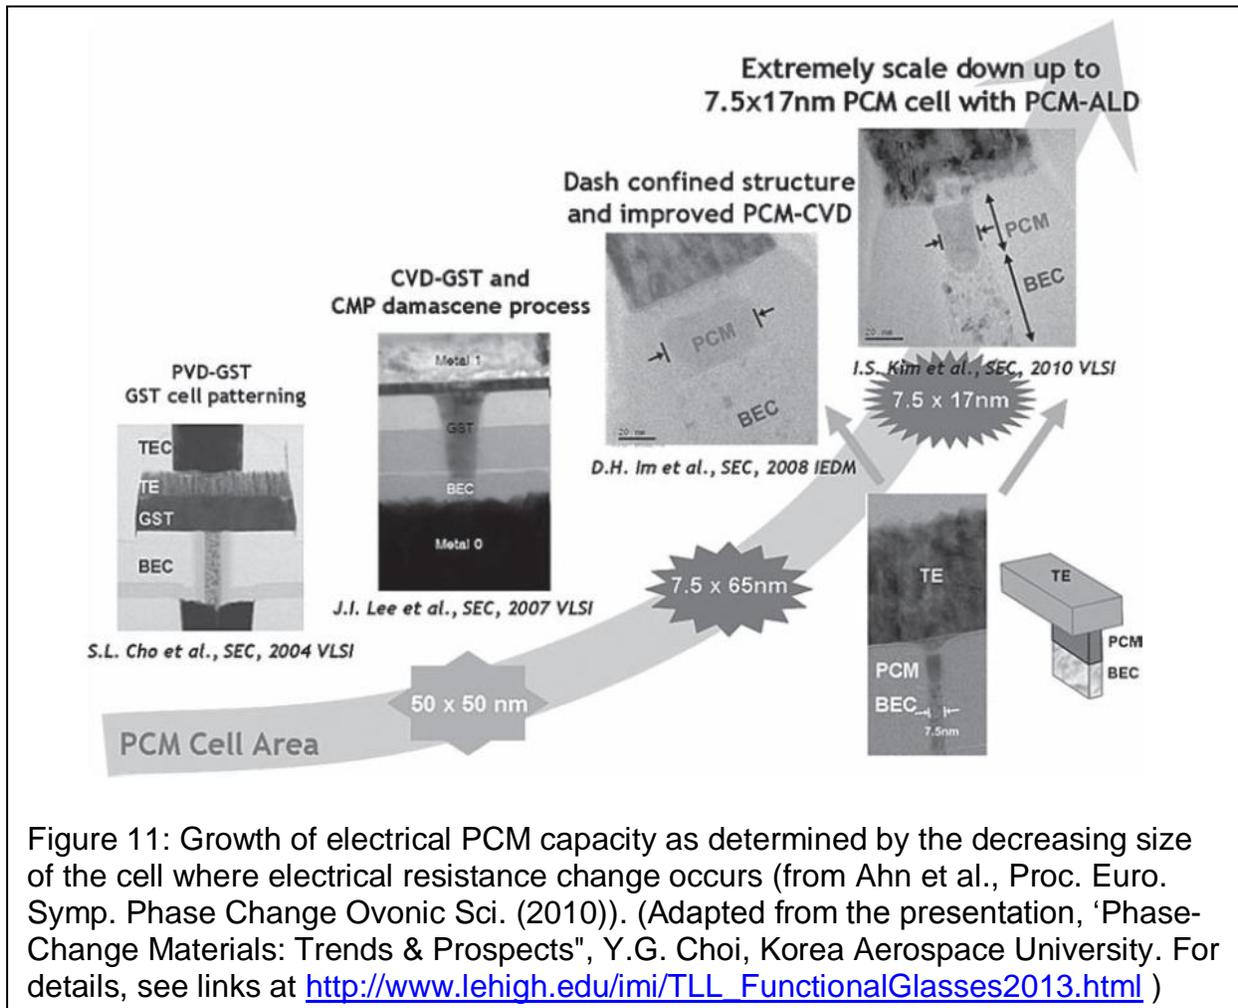 Extremely scale down up to
7.5x17nm PCM cell with PCM-ALD
PCM
BEC
20 nm
I.S. Kim et al., SEC, 2010 VLSI
Dash confined structure
and improved PCM-CVD
PCM
BEC
20 nm
D.H. Im et al., SEC, 2008 IEDM
CVD-GST and
CMP damascene process
Metal 1
GST
BEC
Metal 0
J.I. Lee et al., SEC, 2007 VLSI
PVD-GST
GST cell patterning
TEC
TE
GST
BEC
S.L. Cho et al., SEC, 2004 VLSI
7.5 x 17nm
7.5 x 65nm
50 x 50 nm
PCM Cell Area
TE
PCM
BEC
7.5nm
TE
PCM
BEC
Figure 11: Growth of electrical PCM capacity as determined by the decreasing size
of the cell where electrical resistance change occurs (from Ahn et al., Proc. Euro.
Symp. Phase Change Ovonic Sci. (2010)). (Adapted from the presentation, ‘Phase-
Change Materials: Trends & Prospects", Y.G. Choi, Korea Aerospace University. For
details, see links at http://www.lehigh.edu/imi/TLL_FunctionalGlasses2013.html )